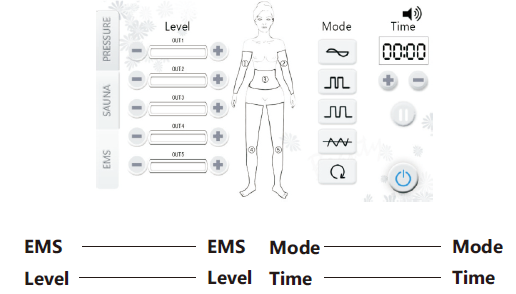 PRESSURE
SAUNA
EMS
Level
OUT1
OUT2
OUT3
OUT4
OUT5
① ②
③
④ ⑤
Mode
Time
00:00
EMS EMS Mode Mode
Level Level Time Time